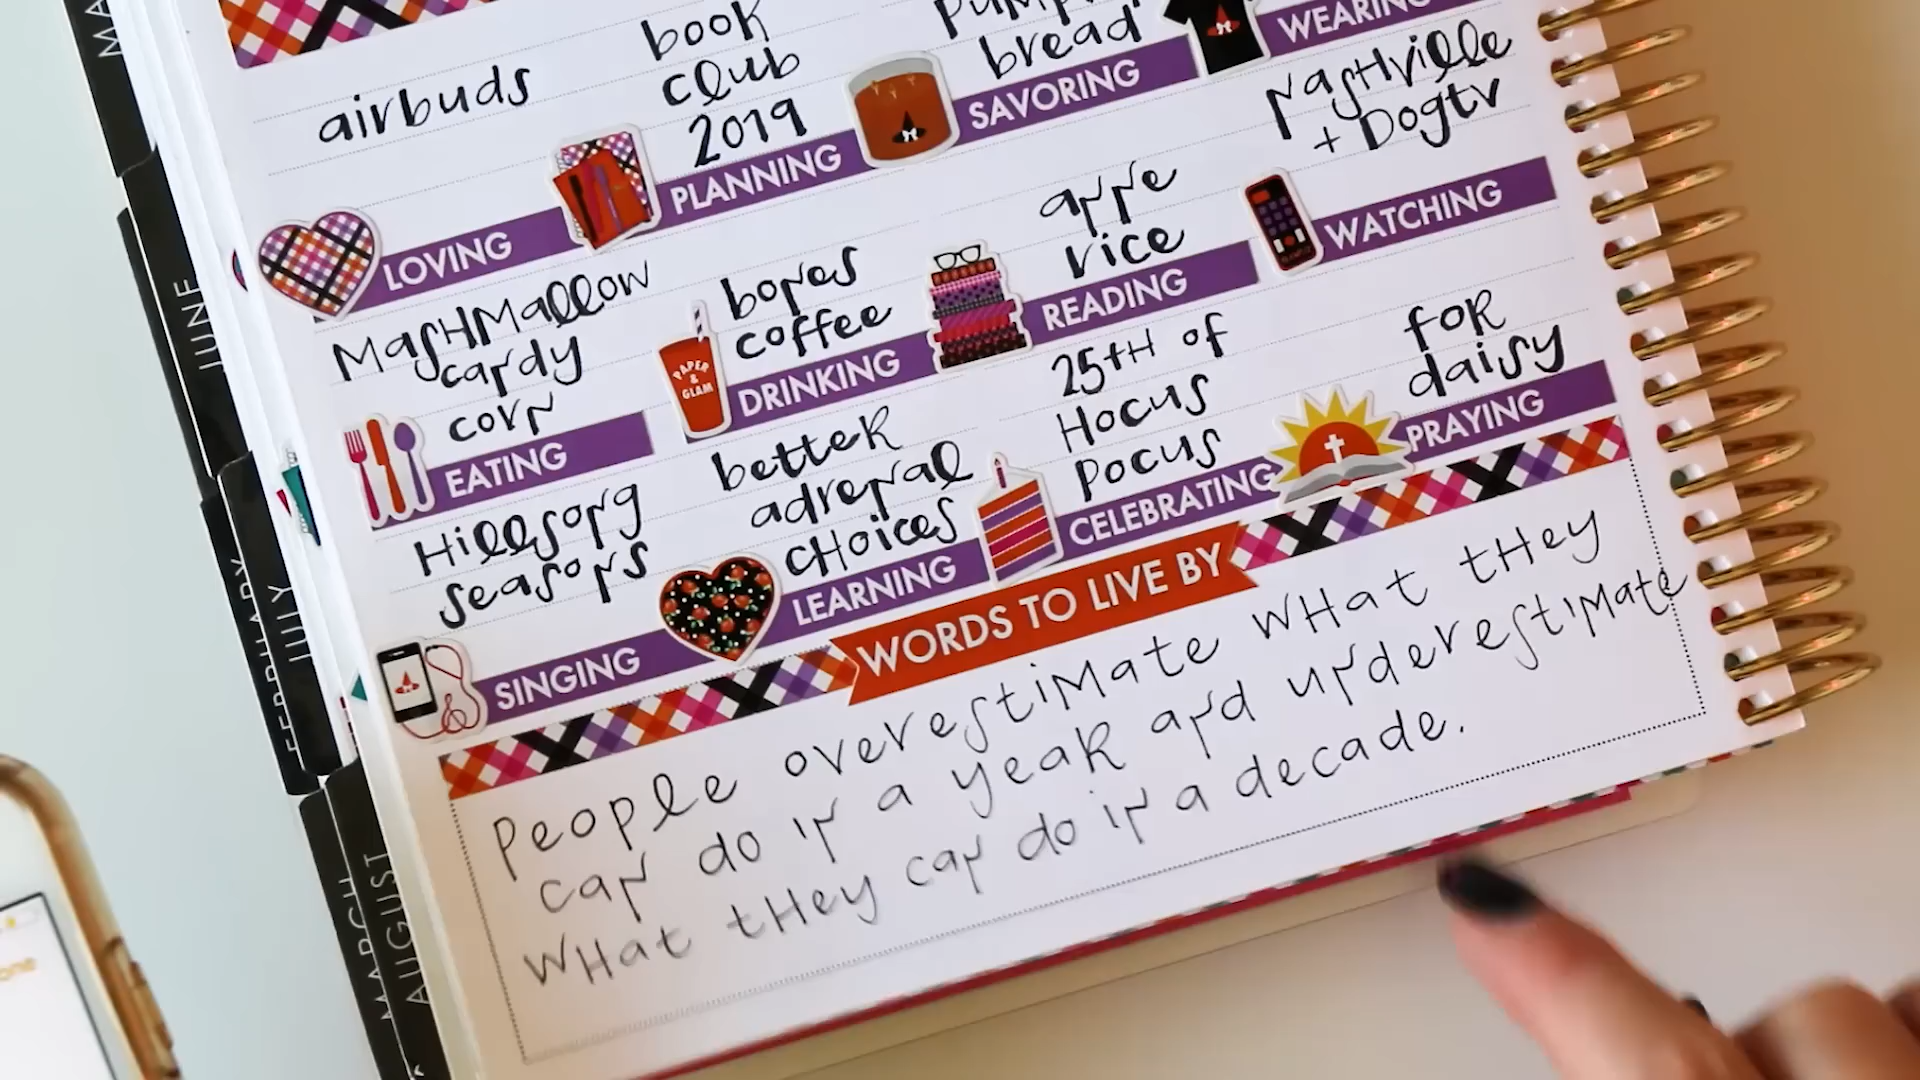 airbuds
book
club
2019
bread
WEARING
LOVING
PLANNING
SAVORING
Nashville
+ Dogtv
Marshmallow
candy
corn
bones
coffee
anne
rice
WATCHING
EATING
DRINKING
PAPER
&
GLAM
READING
Hillsong
seasons
better
adrenal
choices
25th of
Hocus
Pocus
for
daisy
SINGING
LEARNING
CELEBRATING
PRAYING
WORDS TO LIVE BY
People overestimate what they
can do in a year and underestimate
what they can do in a decade.
JUNE
FEBRUARY
JULY
MARCH
AUGUST